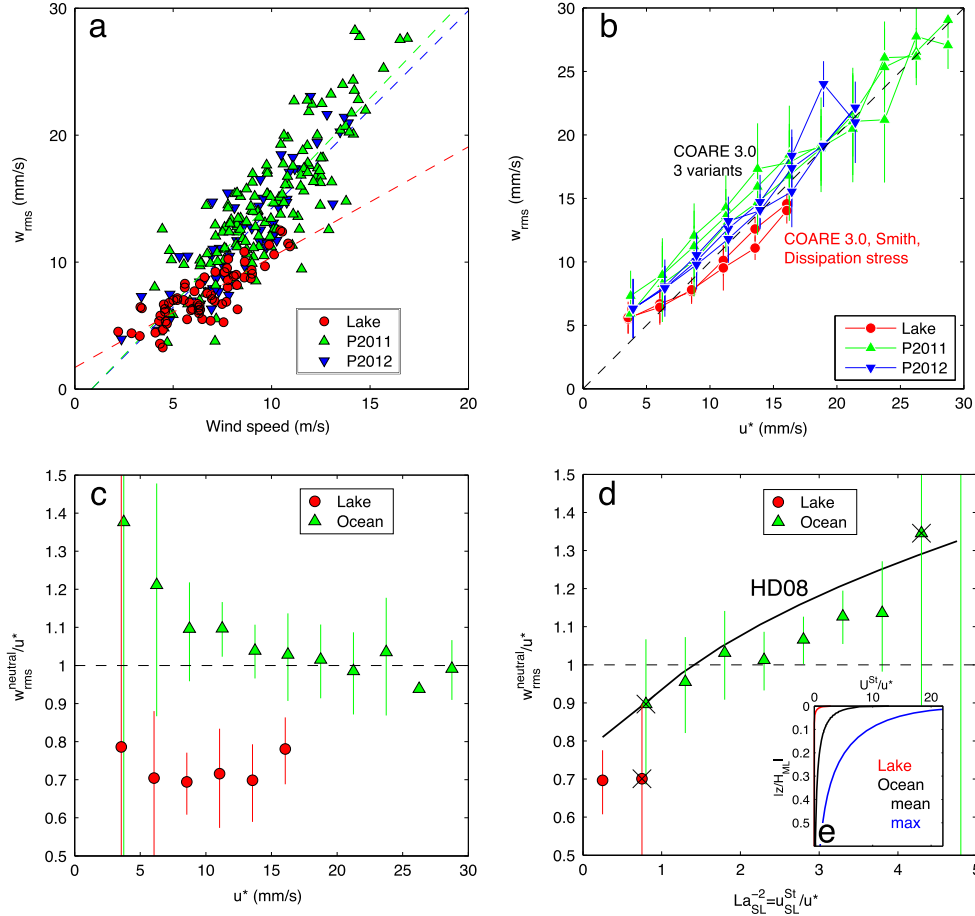 a
w_rms (mm/s)
30
20
10
0
0 5 10 15 20
Wind speed (m/s)
Lake
P2011
P2012
b
w_rms (mm/s)
30
25
20
15
10
5
0
0 5 10 15 20 25 30
u* (mm/s)
COARE 3.0
3 variants
COARE 3.0, Smith,
Dissipation stress
Lake
P2011
P2012
c
w_rms^neutral/u*
1.5
1.4
1.3
1.2
1.1
1
0.9
0.8
0.7
0.6
0.5
0 5 10 15 20 25 30
u* (mm/s)
Lake
Ocean
d
w_rms^neutral/u*
1.5
1.4
1.3
1.2
1.1
1
0.9
0.8
0.7
0.6
0.5
0 1 2 3 4 5
La_SL^-2=u_SL^St/u*
Lake
Ocean
HD08
U^St/u*
0 10 20
|z/H_ML|
0
0.1
0.2
0.3
0.4
0.5
Lake
Ocean
mean
max
e